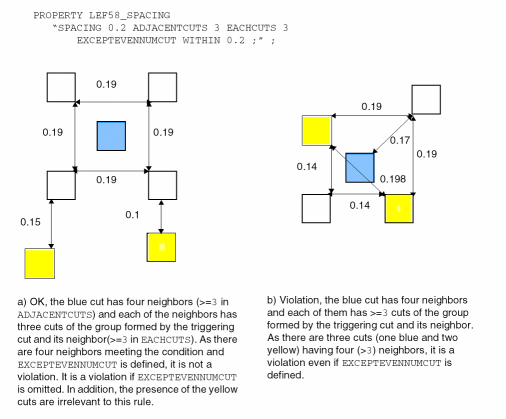 PROPERTY LEF58_SPACING
"SPACING 0.2 ADJACENTCUTS 3 EACHCUTS 3
EXCEPTEVENNUMCUT WITHIN 0.2 ;" ;
0.19
0.19
0.19
0.19
0.15
0.1
a) OK, the blue cut has four neighbors (>=3 in
ADJACENTCUTS) and each of the neighbors has
three cuts of the group formed by the triggering
cut and its neighbor(>=3 in EACHCUTS). As there
are four neighbors meeting the condition and
EXCEPTEVENNUMCUT is defined, it is not a
violation. It is a violation if EXCEPTEVENNUMCUT
is omitted. In addition, the presence of the yellow
cuts are irrelevant to this rule.
0.19
0.17
0.19
0.14
0.198
0.14
b) Violation, the blue cut has four neighbors
and each of them has >=3 cuts of the group
formed by the triggering cut and its neighbor.
As there are three cuts (one blue and two
yellow) having four (>3) neighbors, it is a
violation even if EXCEPTEVENNUMCUT is
defined.